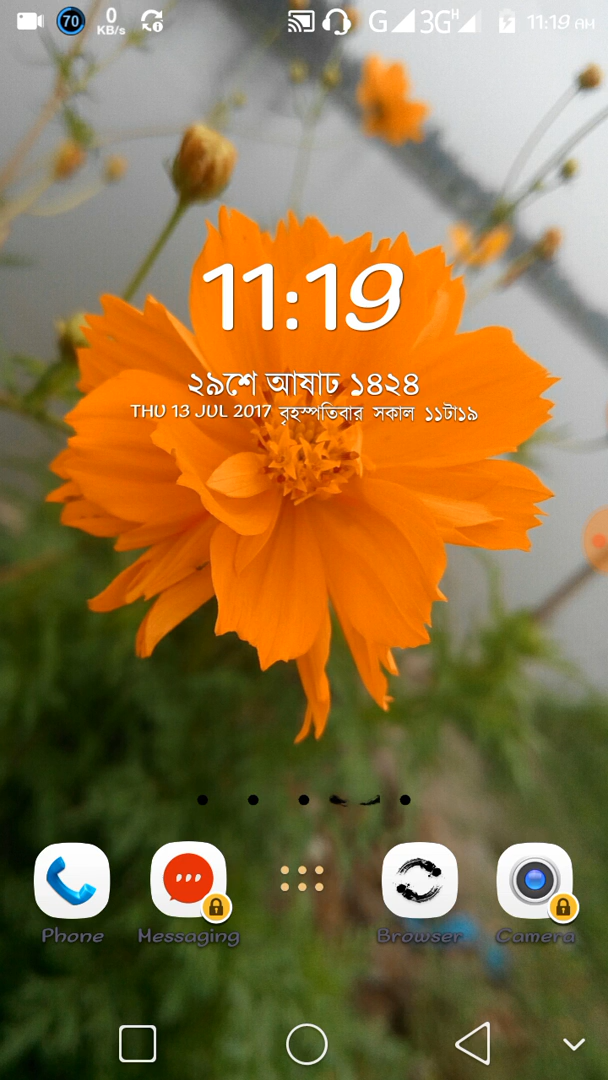 70 0 KB/s G 3G H 11:19 AM
11:19
২৯শে আষাঢ ১৪২৪
THU 13 JUL 2017 বৃহস্পতিবার সকাল ১১টা১৯
Phone Messaging Browser Camera